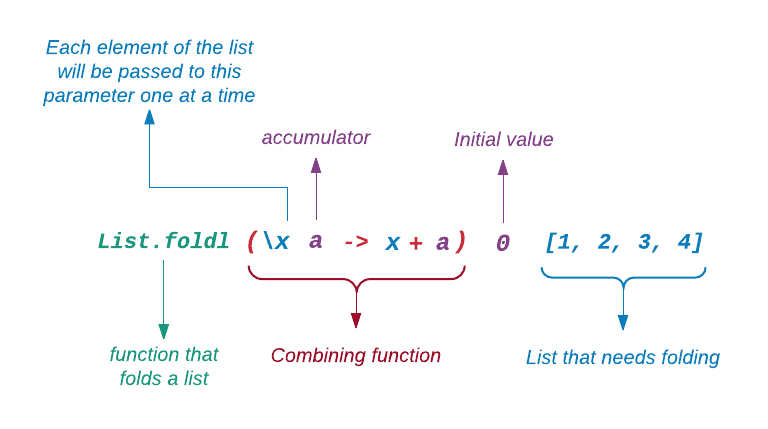 Each element of the list
will be passed to this
parameter one at a time
accumulator
Initial value
List.foldl (\x a -> x + a) 0 [1, 2, 3, 4]
function that
folds a list
Combining function
List that needs folding